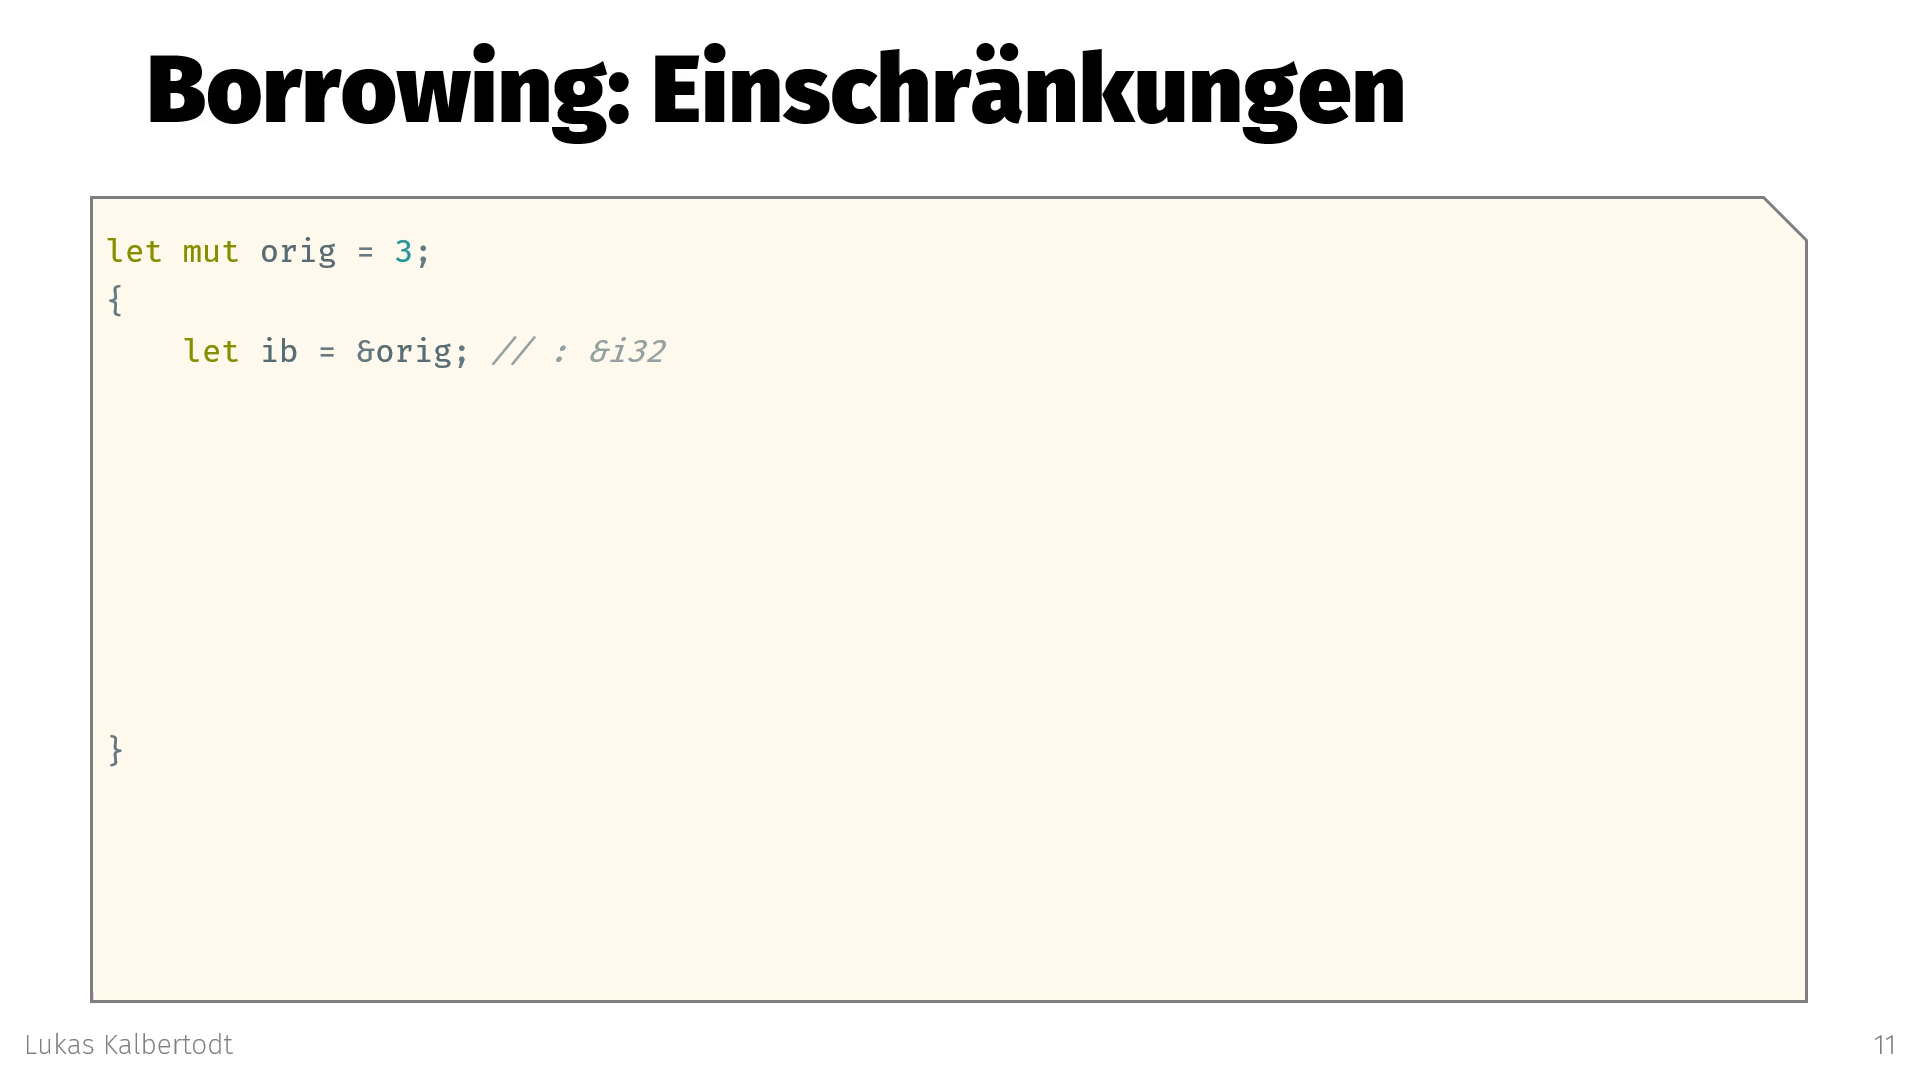 Borrowing: Einschränkungen
let mut orig = 3;
{
    let ib = &orig; // : &i32
}
Lukas Kalbertodt
11